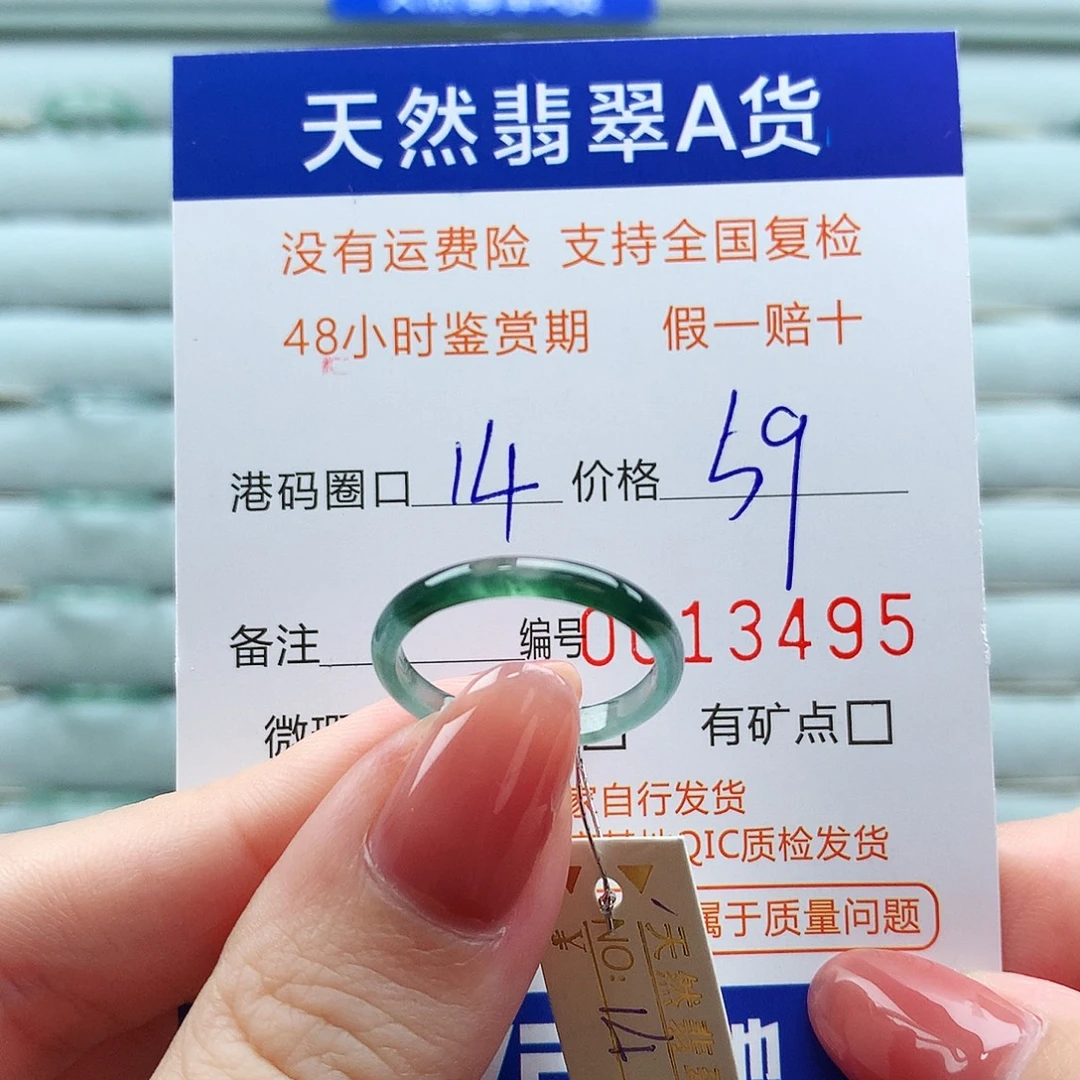 天然翡翠A货
没有运费险 支持全国复检
48小时鉴赏期 假一赔十
港码圈口 14 价格 59
备注 编号 0013495
微 有矿点□
家自行发货
QIC质检发货
属于质量问题
天然翡
NO: 14